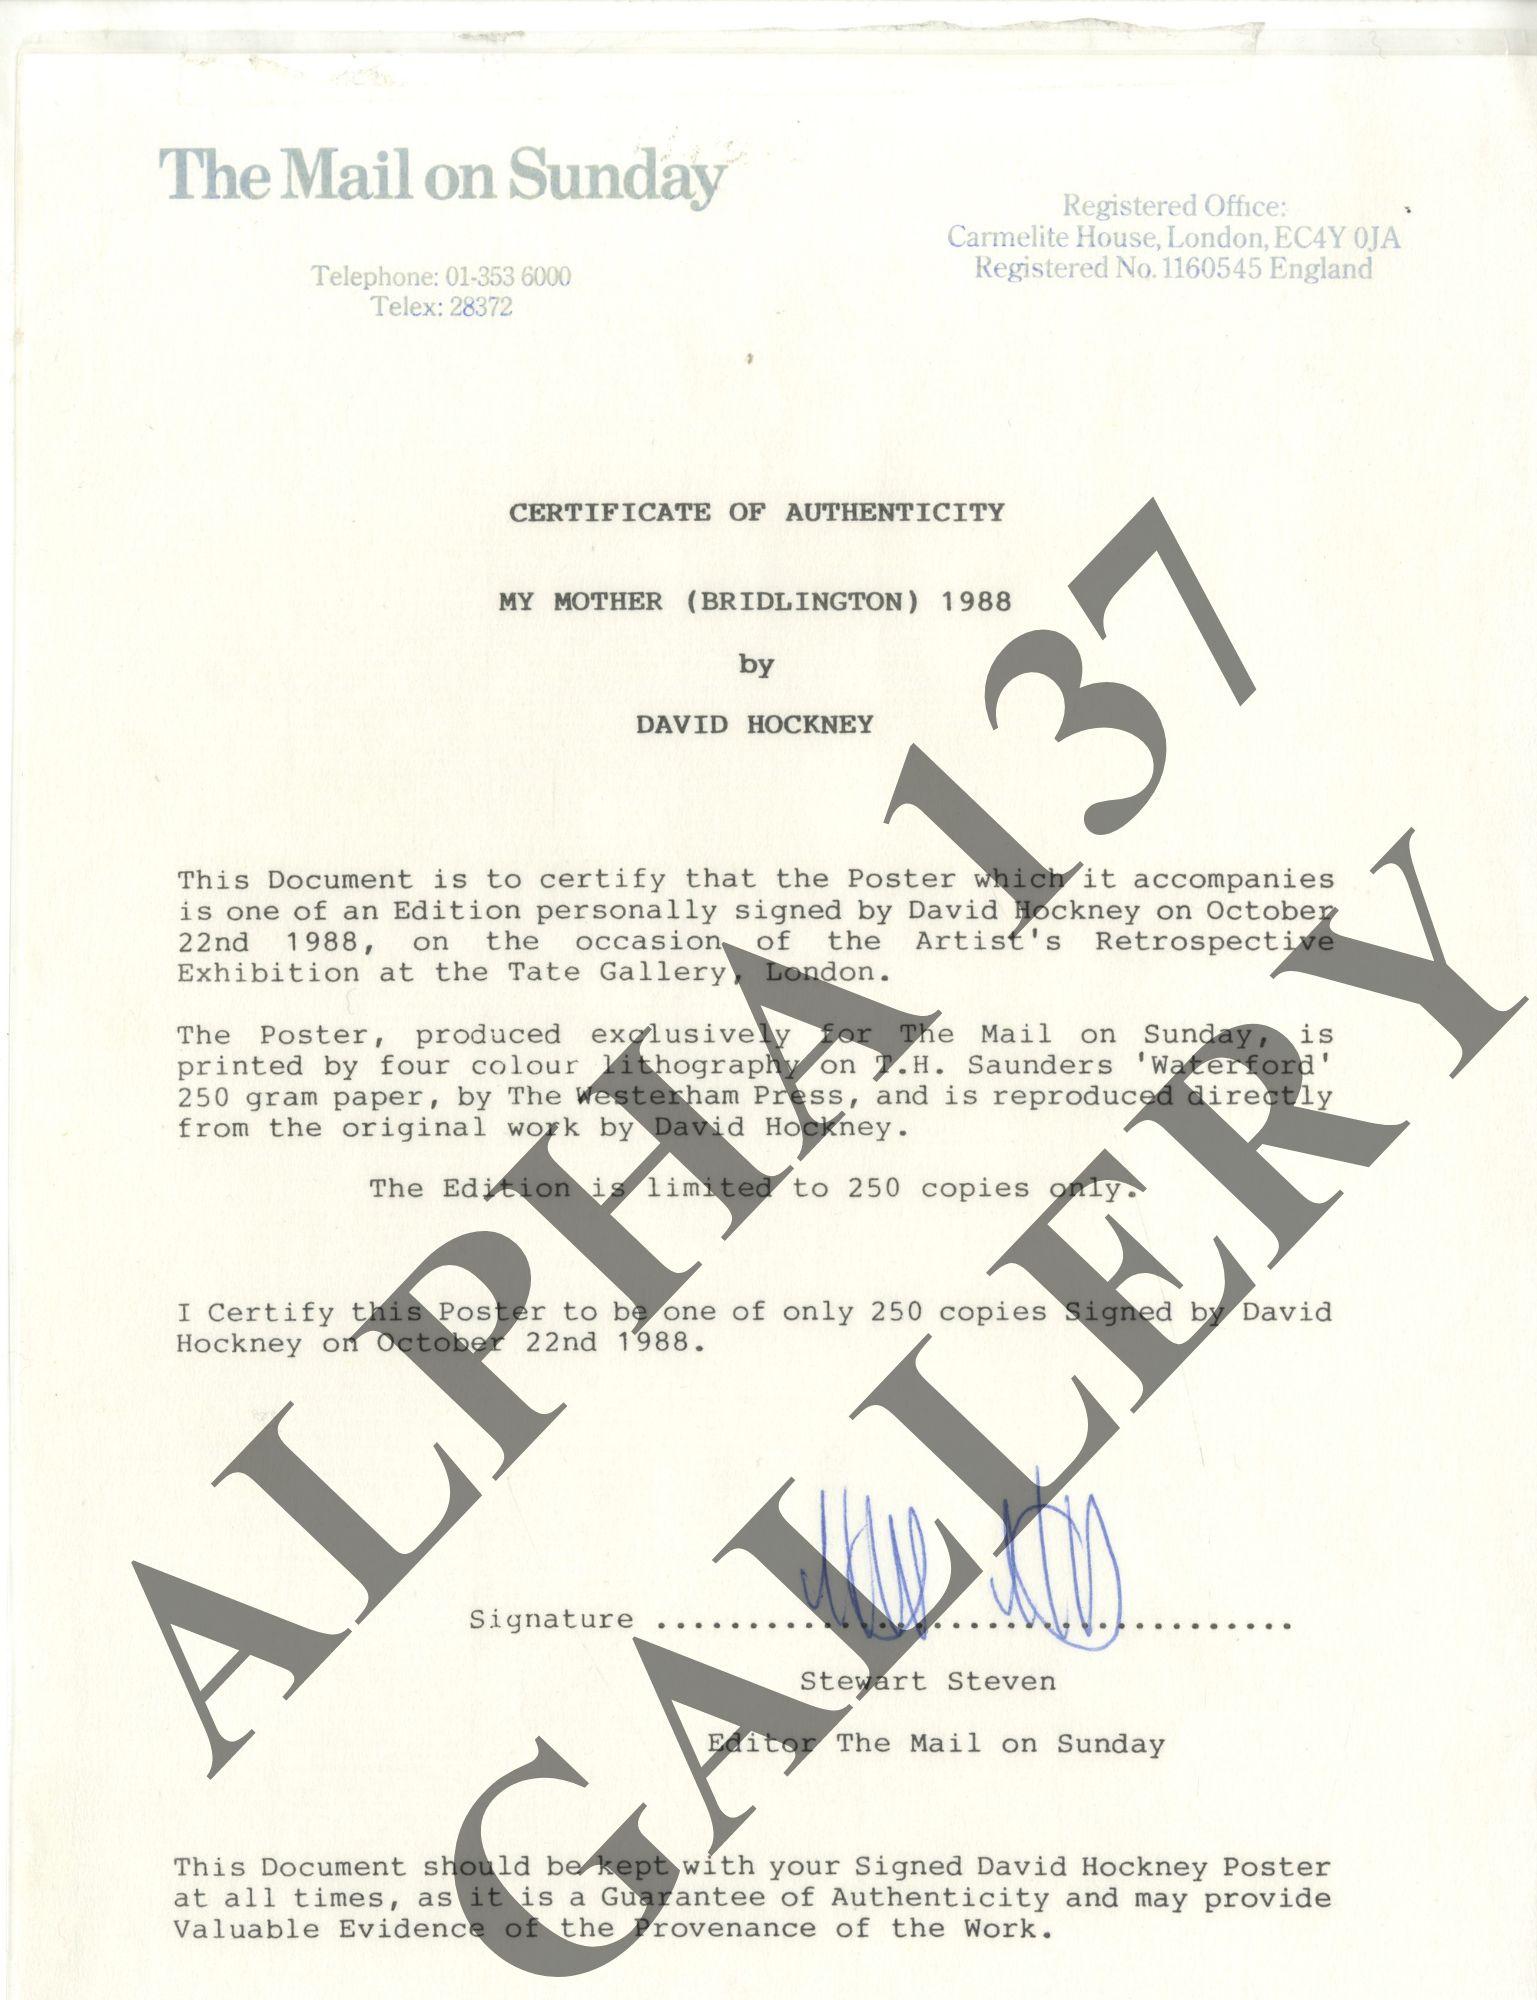 The Mail on Sunday
Telephone: 01-353 6000
Telex: 28372
Registered Office:
Carmelite House, London, EC4Y 0JA
Registered No. 1160545 England
CERTIFICATE OF AUTHENTICITY
MY MOTHER (BRIDLINGTON) 1988
by
DAVID HOCKNEY
This Document is to certify that the Poster which it accompanies
is one of an Edition personally signed by David Hockney on October
22nd 1988, on the occasion of the Artist's Retrospective
Exhibition at the Tate Gallery, London.
The Poster, produced exclusively for The Mail on Sunday, is
printed by four colour lithography on T.H. Saunders 'Waterford'
250 gram paper, by The Westerham Press, and is reproduced directly
from the original work by David Hockney.
The Edition is limited to 250 copies only.
I Certify this Poster to be one of only 250 copies Signed by David
Hockney on October 22nd 1988.
Signature ...................................
Stewart Steven
Editor The Mail on Sunday
This Document should be kept with your Signed David Hockney Poster
at all times, as it is a Guarantee of Authenticity and may provide
Valuable Evidence of the Provenance of the Work.
ALPHA 137
GALLERY